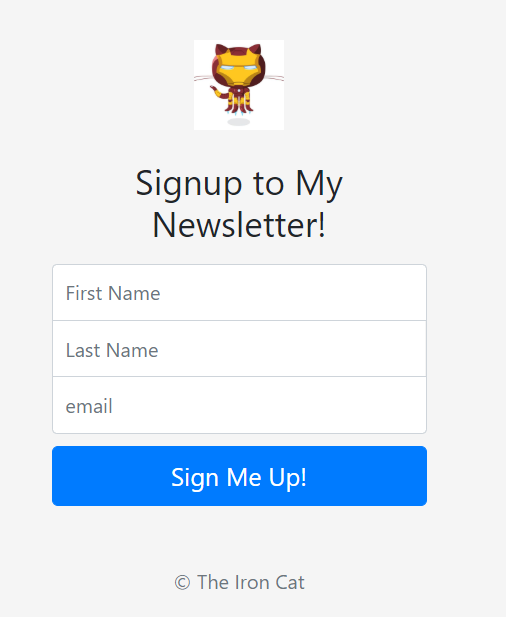 Signup to My
Newsletter!
First Name
Last Name
email
Sign Me Up!
© The Iron Cat